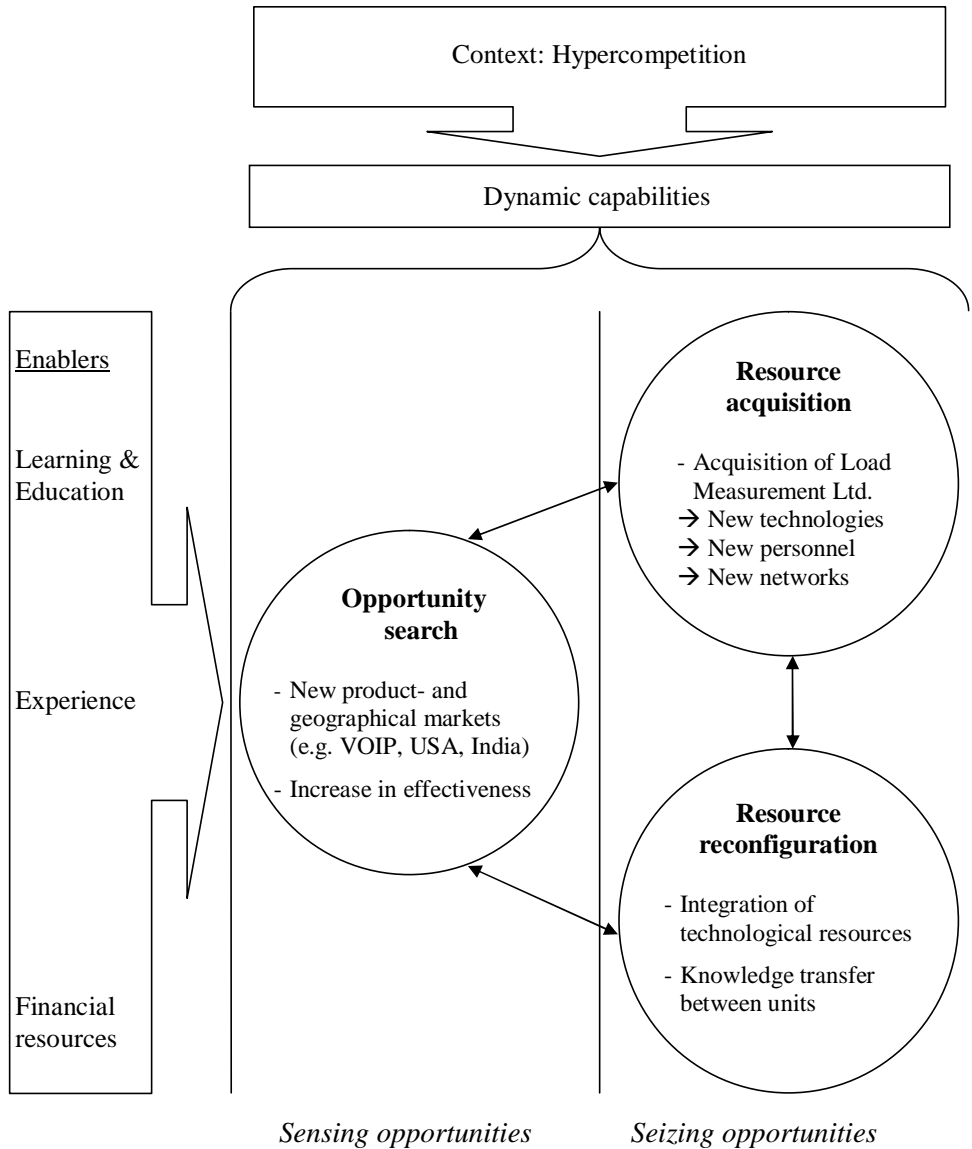 Context: Hypercompetition
Dynamic capabilities
Enablers
Learning &
Education
Experience
Financial
resources
Opportunity
search
- New product- and
geographical markets
(e.g. VOIP, USA, India)
- Increase in effectiveness
Resource
acquisition
- Acquisition of Load
Measurement Ltd.
→ New technologies
→ New personnel
→ New networks
Resource
reconfiguration
- Integration of
technological resources
- Knowledge transfer
between units
Sensing opportunities
Seizing opportunities